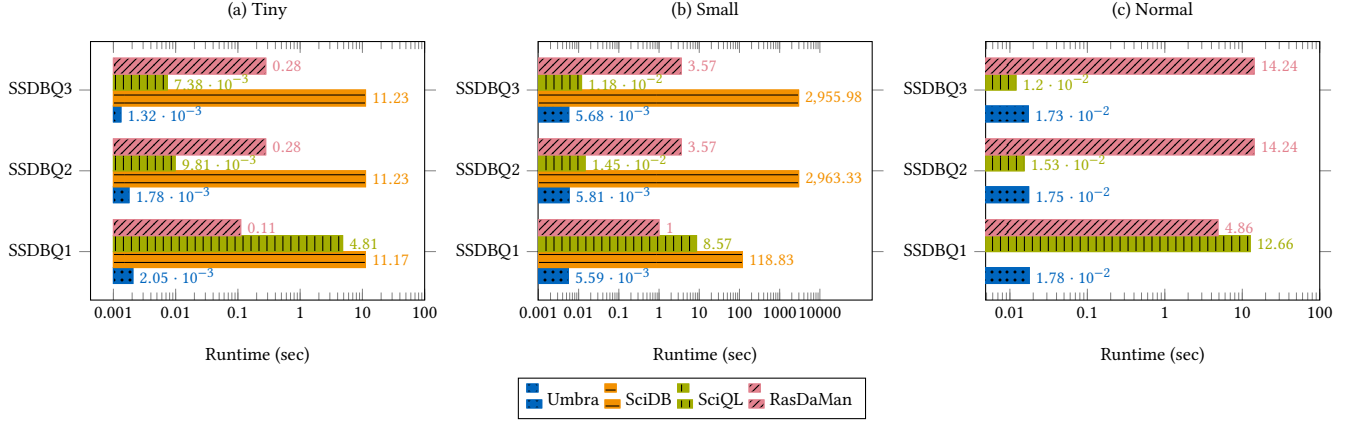 (a) Tiny
SSDBQ3
0.28
7.38 · 10⁻³
11.23
1.32 · 10⁻³
SSDBQ2
0.28
9.81 · 10⁻³
11.23
1.78 · 10⁻³
SSDBQ1
0.11
4.81
11.17
2.05 · 10⁻³
0.001 0.01 0.1 1 10 100
Runtime (sec)
(b) Small
SSDBQ3
3.57
1.18 · 10⁻²
2,955.98
5.68 · 10⁻³
SSDBQ2
3.57
1.45 · 10⁻²
2,963.33
5.81 · 10⁻³
SSDBQ1
1
8.57
118.83
5.59 · 10⁻³
0.001 0.01 0.1 1 10 100 1000 10000
Runtime (sec)
(c) Normal
SSDBQ3
14.24
1.2 · 10⁻²
1.73 · 10⁻²
SSDBQ2
14.24
1.53 · 10⁻²
1.75 · 10⁻²
SSDBQ1
4.86
12.66
1.78 · 10⁻²
0.01 0.1 1 10 100
Runtime (sec)
Umbra SciDB SciQL RasDaMan